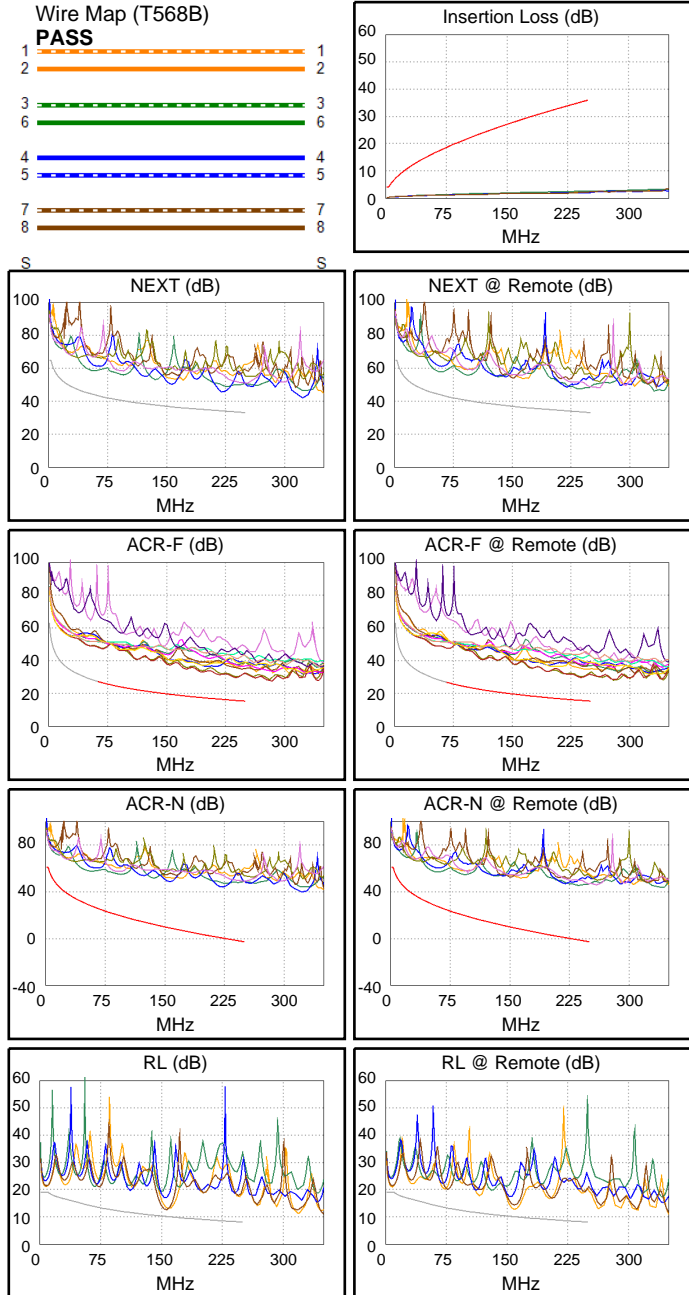 Wire Map (T568B)
PASS
1 1
2 2
3 3
6 6
4 4
5 5
7 7
8 8
S S
Insertion Loss (dB)
60
50
40
30
20
10
0
0 75 150 225 300
MHz
NEXT (dB)
100
80
60
40
20
0
0 75 150 225 300
MHz
NEXT @ Remote (dB)
100
80
60
40
20
0
0 75 150 225 300
MHz
ACR-F (dB)
100
80
60
40
20
0
0 75 150 225 300
MHz
ACR-F @ Remote (dB)
100
80
60
40
20
0
0 75 150 225 300
MHz
ACR-N (dB)
80
40
0
-40
0 75 150 225 300
MHz
ACR-N @ Remote (dB)
80
40
0
-40
0 75 150 225 300
MHz
RL (dB)
60
50
40
30
20
10
0
0 75 150 225 300
MHz
RL @ Remote (dB)
60
50
40
30
20
10
0
0 75 150 225 300
MHz